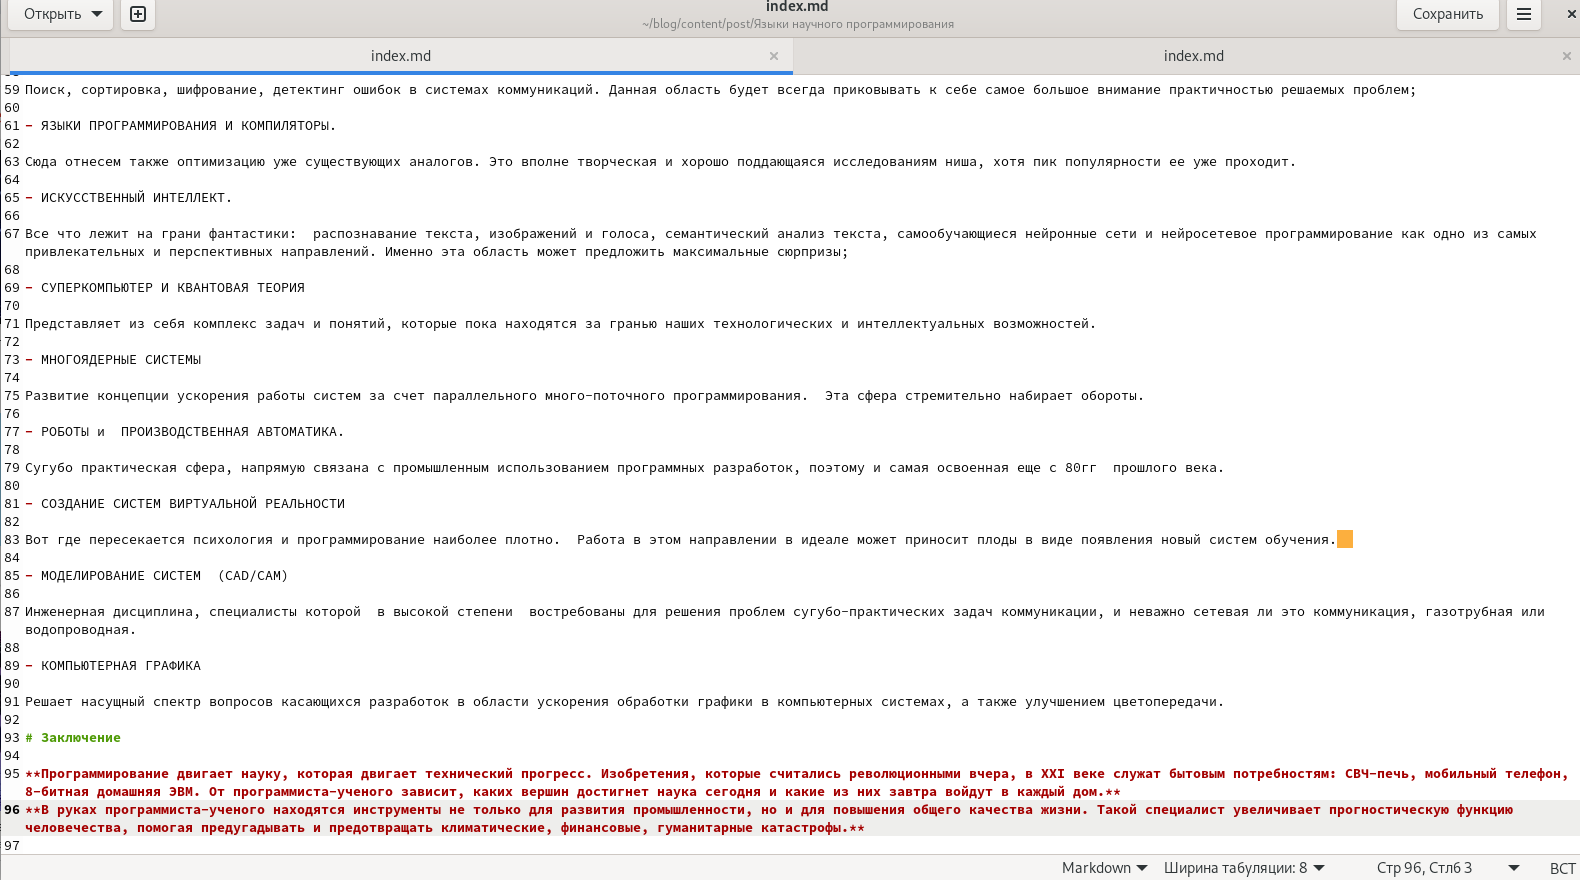 index.md
Открыть
~/blog/content/post/Языки научного программирования
Сохранить
index.md
index.md
59 Поиск, сортировка, шифрование, детектинг ошибок в системах коммуникаций. Данная область будет всегда приковывать к себе самое большое внимание практичностью решаемых проблем;
60
61 - ЯЗЫКИ ПРОГРАММИРОВАНИЯ И КОМПИЛЯТОРЫ.
62
63 Сюда отнесем также оптимизацию уже существующих аналогов. Это вполне творческая и хорошо поддающаяся исследованиям ниша, хотя пик популярности ее уже проходит.
64
65 - ИСКУССТВЕННЫЙ ИНТЕЛЛЕКТ.
66
67 Все что лежит на грани фантастики:  распознавание текста, изображений и голоса, семантический анализ текста, самообучающиеся нейронные сети и нейросетевое программирование как одно из самых
привлекательных и перспективных направлений. Именно эта область может предложить максимальные сюрпризы;
68
69 - СУПЕРКОМПЬЮТЕР И КВАНТОВАЯ ТЕОРИЯ
70
71 Представляет из себя комплекс задач и понятий, которые пока находятся за гранью наших технологических и интеллектуальных возможностей.
72
73 - МНОГОЯДЕРНЫЕ СИСТЕМЫ
74
75 Развитие концепции ускорения работы систем за счет параллельного много-поточного программирования.  Эта сфера стремительно набирает обороты.
76
77 - РОБОТЫ и  ПРОИЗВОДСТВЕННАЯ АВТОМАТИКА.
78
79 Сугубо практическая сфера, напрямую связана с промышленным использованием программных разработок, поэтому и самая освоенная еще с 80гг  прошлого века.
80
81 - СОЗДАНИЕ СИСТЕМ ВИРТУАЛЬНОЙ РЕАЛЬНОСТИ
82
83 Вот где пересекается психология и программирование наиболее плотно.  Работа в этом направлении в идеале может приносит плоды в виде появления новый систем обучения.
84
85 - МОДЕЛИРОВАНИЕ СИСТЕМ  (CAD/CAM)
86
87 Инженерная дисциплина, специалисты которой  в высокой степени  востребованы для решения проблем сугубо-практических задач коммуникации, и неважно сетевая ли это коммуникация, газотрубная или
водопроводная.
88
89 - КОМПЬЮТЕРНАЯ ГРАФИКА
90
91 Решает насущный спектр вопросов касающихся разработок в области ускорения обработки графики в компьютерных системах, а также улучшением цветопередачи.
92
93 # Заключение
94
95 **Программирование двигает науку, которая двигает технический прогресс. Изобретения, которые считались революционными вчера, в XXI веке служат бытовым потребностям: СВЧ-печь, мобильный телефон,
8-битная домашняя ЭВМ. От программиста-ученого зависит, каких вершин достигнет наука сегодня и какие из них завтра войдут в каждый дом.**
96 **В руках программиста-ученого находятся инструменты не только для развития промышленности, но и для повышения общего качества жизни. Такой специалист увеличивает прогностическую функцию
человечества, помогая предугадывать и предотвращать климатические, финансовые, гуманитарные катастрофы.**
97
Markdown
Ширина табуляции: 8
Стр 96, Стлб 3
ВСТ